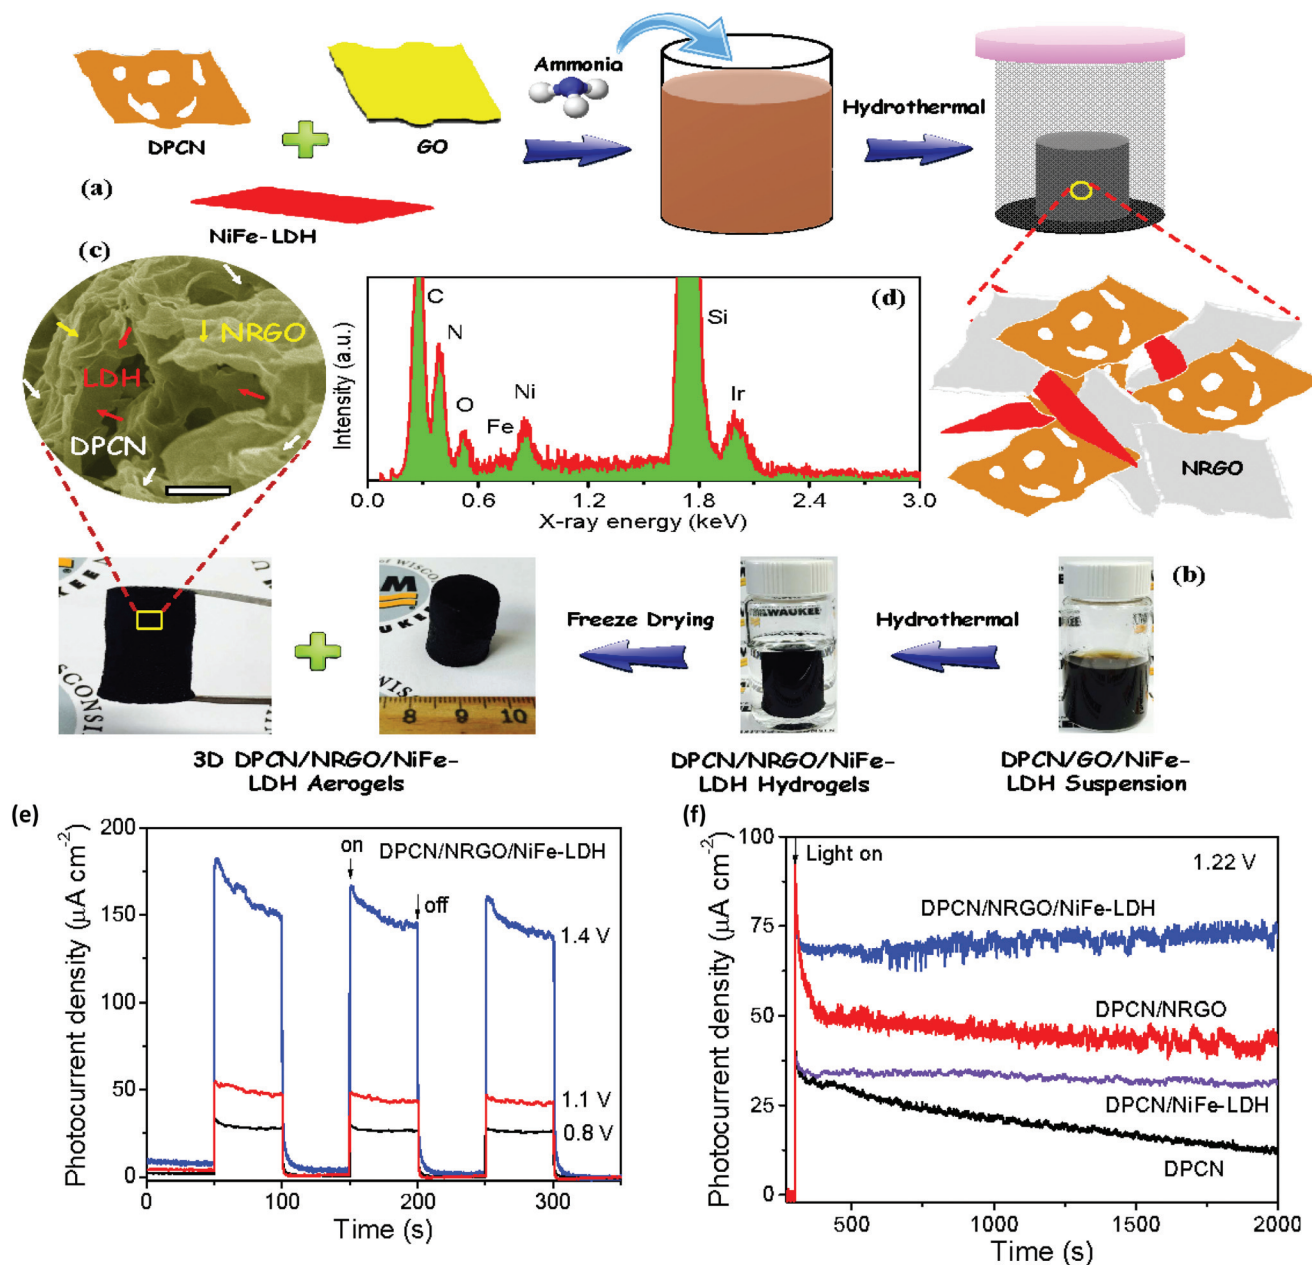 Ammonia
Hydrothermal
DPCN
GO
(a)
NiFe-LDH
(c)
NRGO
LDH
DPCN
(d)
C
N
O
Fe
Ni
Si
Ir
Intensity (a.u.)
0.0
0.6
1.2
1.8
2.4
3.0
X-ray energy (keV)
NRGO
(b)
Freeze Drying
Hydrothermal
WAUKEE
CONSIN
WISCO
8 9 10
3D DPCN/NRGO/NiFe-
LDH Aerogels
DPCN/NRGO/NiFe-
LDH Hydrogels
DPCN/GO/NiFe-
LDH Suspension
(e)
200
150
100
50
0
Photocurrent density (μA cm-2)
on
DPCN/NRGO/NiFe-LDH
off
1.4 V
1.1 V
0.8 V
0
100
200
300
Time (s)
(f)
100
75
50
25
0
Photocurrent density (μA cm-2)
Light on
1.22 V
DPCN/NRGO/NiFe-LDH
DPCN/NRGO
DPCN/NiFe-LDH
DPCN
500
1000
1500
2000
Time (s)